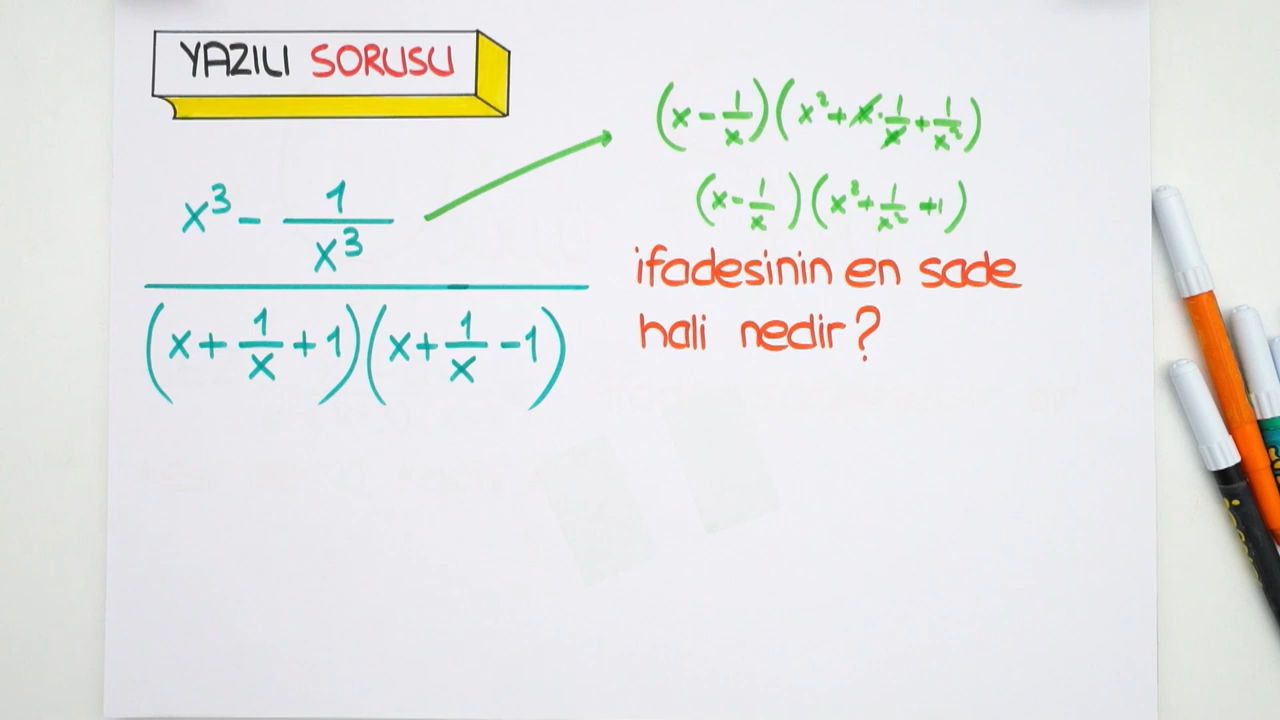 YAZILI SORUSU
(x - 1/x)(x² + x · 1/x + 1/x²)
(x - 1/x)(x² + 1/x² + 1)
x³ - 1/x³
(x + 1/x + 1)(x + 1/x - 1)
ifadesinin en sade
hali nedir?